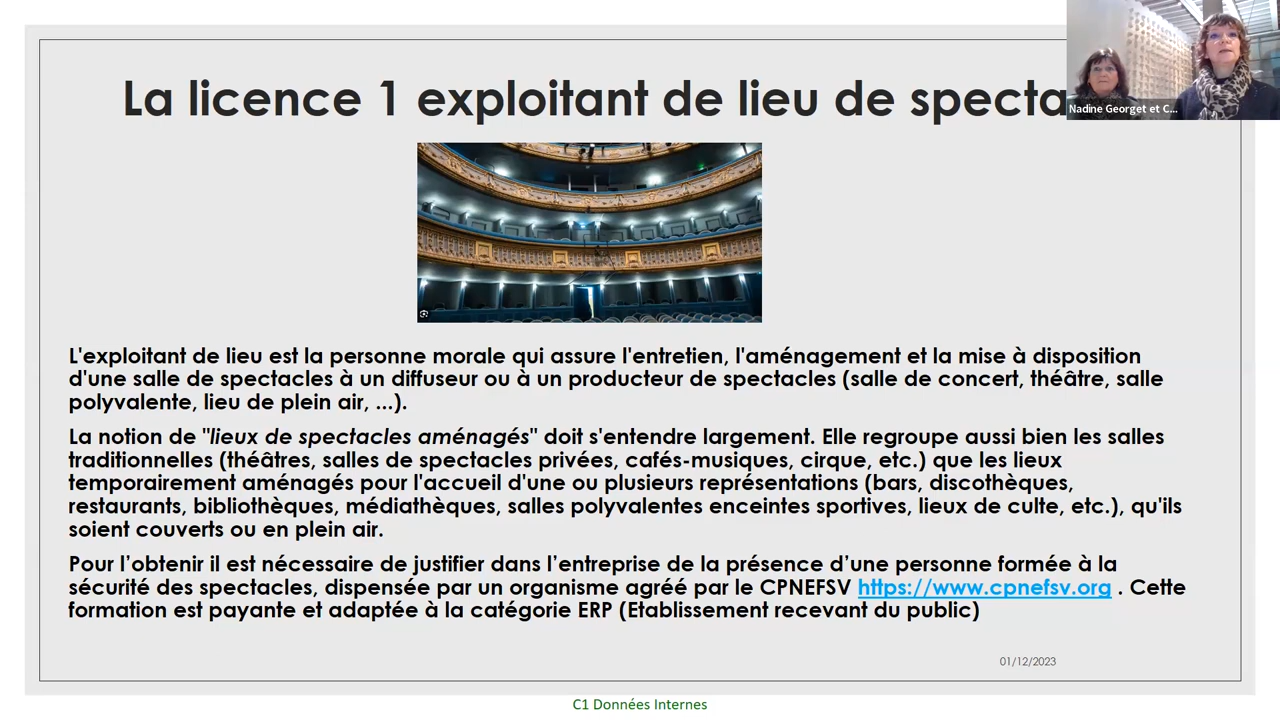 La licence 1 exploitant de lieu de specta
Nadine Georget et C...
L'exploitant de lieu est la personne morale qui assure l'entretien, l'aménagement et la mise à disposition
d'une salle de spectacles à un diffuseur ou à un producteur de spectacles (salle de concert, théâtre, salle
polyvalente, lieu de plein air, ...).
La notion de "lieux de spectacles aménagés" doit s'entendre largement. Elle regroupe aussi bien les salles
traditionnelles (théâtres, salles de spectacles privées, cafés-musiques, cirque, etc.) que les lieux
temporairement aménagés pour l'accueil d'une ou plusieurs représentations (bars, discothèques,
restaurants, bibliothèques, médiathèques, salles polyvalentes enceintes sportives, lieux de culte, etc.), qu'ils
soient couverts ou en plein air.
Pour l’obtenir il est nécessaire de justifier dans l’entreprise de la présence d’une personne formée à la
sécurité des spectacles, dispensée par un organisme agréé par le CPNEFSV https://www.cpnefsv.org . Cette
formation est payante et adaptée à la catégorie ERP (Etablissement recevant du public)
01/12/2023
C1 Données Internes